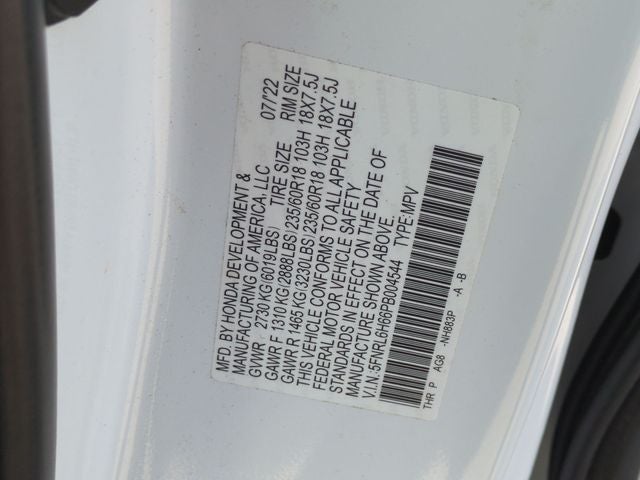 MFD. BY HONDA DEVELOPMENT &
MANUFACTURING OF AMERICA, LLC 07/22
GVWR : 2730 KG(6019LBS) TIRE SIZE RIM SIZE
GAWR F 1310 KG(2888LBS)235/60R18 103H 18X7.5J
GAWR R 1465 KG(3230LBS)235/60R18 103H 18X7.5J
THIS VEHICLE CONFORMS TO ALL APPLICABLE
FEDERAL MOTOR VEHICLE SAFETY
STANDARDS IN EFFECT ON THE DATE OF
MANUFACTURE SHOWN ABOVE.
V.I.N.:5FNRL6H66PB004544 TYPE:MPV
THR P AG8 -NH883P -A -B